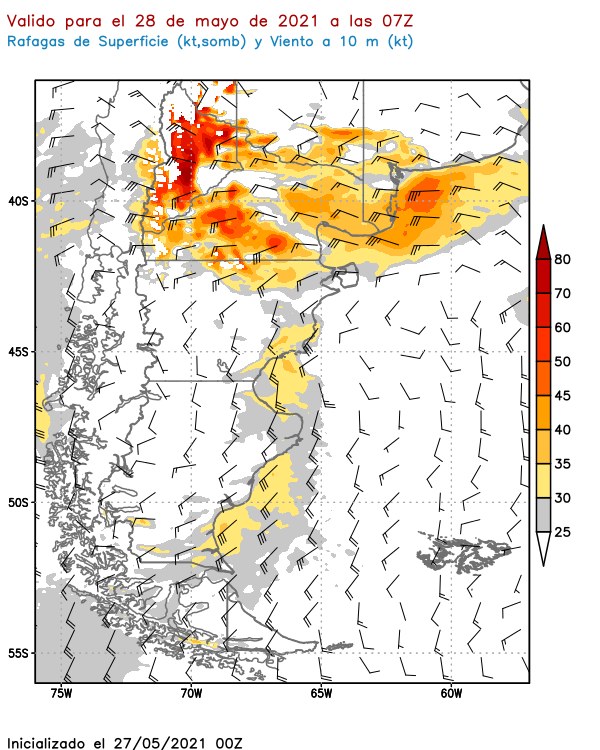 Valido para el 28 de mayo de 2021 a las 07Z
Rafagas de Superficie (kt,somb) y Viento a 10 m (kt)
40S
45S
50S
55S
75W 70W 65W 60W
80
70
60
50
45
40
35
30
25
Inicializado el 27/05/2021 00Z